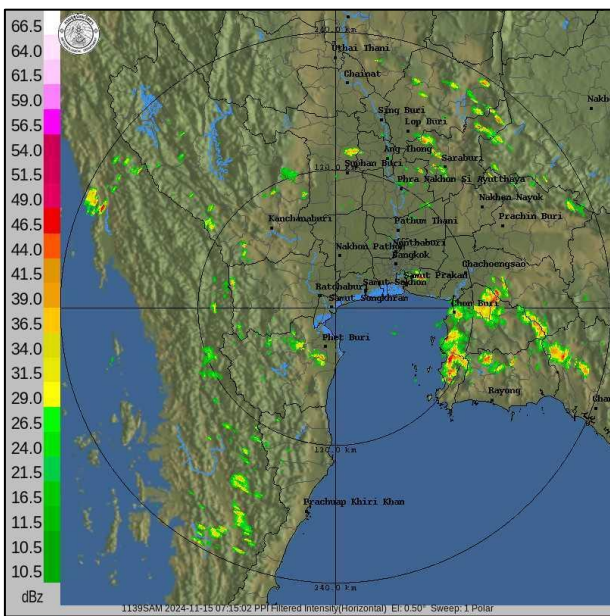 66.5
64.0
61.5
59.0
56.5
54.0
51.5
49.0
46.5
44.0
41.5
39.0
36.5
34.0
31.5
29.0
26.5
24.0
21.5
16.5
11.5
10.5
dBz
240.0 km
Uthai Thani
Chainat
Nakh
Sing Buri
Lop Buri
Ang Thong
Saraburi
120.0 km
Suphan Buri
Phra Nakhon Si Ayutthaya
Nakhon Nayok
Kanchanaburi
Pathum Thani
Prachin Buri
Nonthaburi
Nakhon Pathom
Bangkok
Chachoengsao
Samut Prakan
Samut Sakhon
Ratchaburi
Samut Songkhram
Chon Buri
Phet Buri
Rayong
Chan
120.0 km
Prachuap Khiri Khan
240.0 km
1139SAM 2024-11-15 07:15:02 PPI Filtered Intensity(Horizontal) El: 0.50° Sweep: 1 Polar